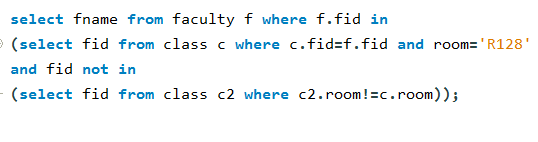 select fname from faculty f where f.fid in
(select fid from class c where c.fid=f.fid and room='R128'
and fid not in
(select fid from class c2 where c2.room!=c.room));